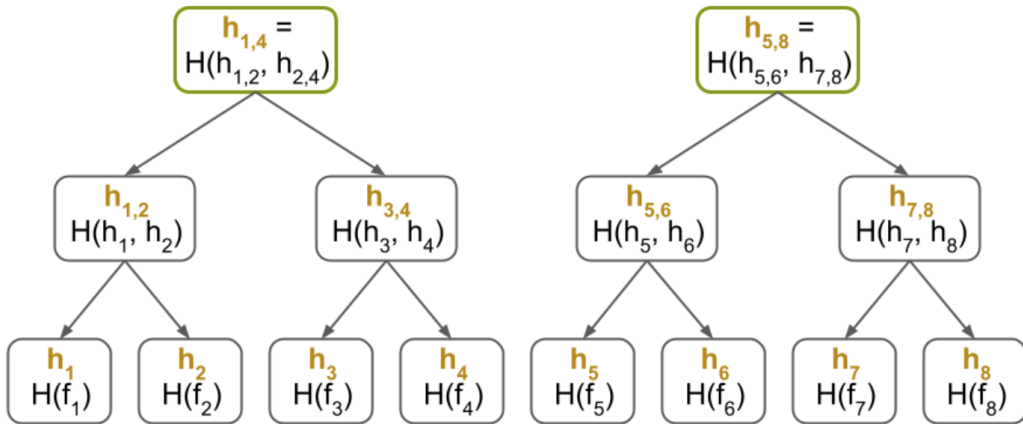 h₁,₄ =
H(h₁,₂, h₂,₄)
h₅,₈ =
H(h₅,₆, h₇,₈)
h₁,₂
H(h₁, h₂)
h₃,₄
H(h₃, h₄)
h₅,₆
H(h₅, h₆)
h₇,₈
H(h₇, h₈)
h₁
H(f₁)
h₂
H(f₂)
h₃
H(f₃)
h₄
H(f₄)
h₅
H(f₅)
h₆
H(f₆)
h₇
H(f₇)
h₈
H(f₈)